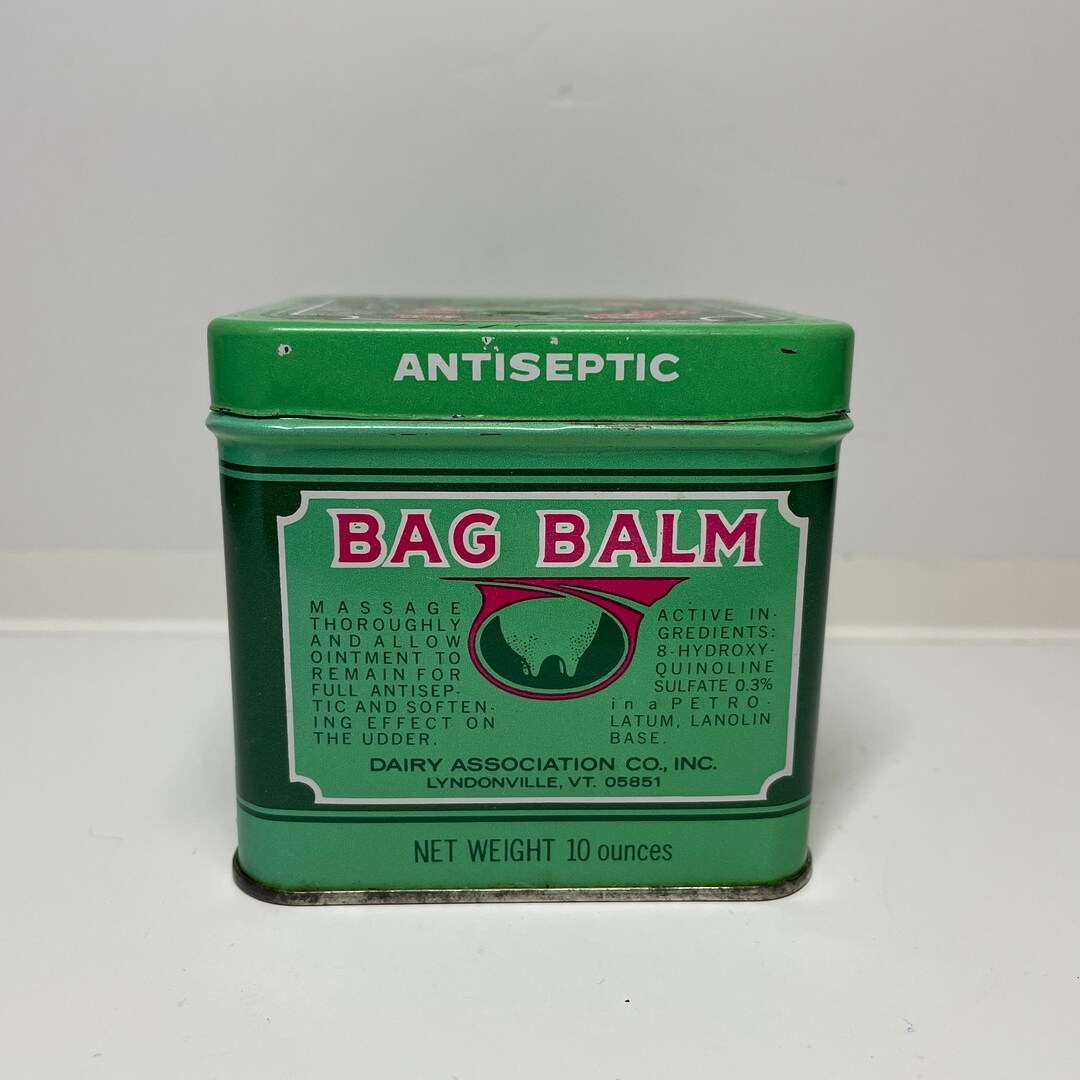 ANTISEPTIC
BAG BALM
MASSAGE
THOROUGHLY
AND ALLOW
OINTMENT TO
REMAIN FOR
FULL ANTISEP-
TIC AND SOFTEN-
ING EFFECT ON
THE UDDER.
ACTIVE IN-
GREDIENTS:
8-HYDROXY-
QUINOLINE
SULFATE 0.3%
in a PETRO-
LATUM, LANOLIN
BASE.
DAIRY ASSOCIATION CO., INC.
LYNDONVILLE, VT. 05851
NET WEIGHT 10 ounces